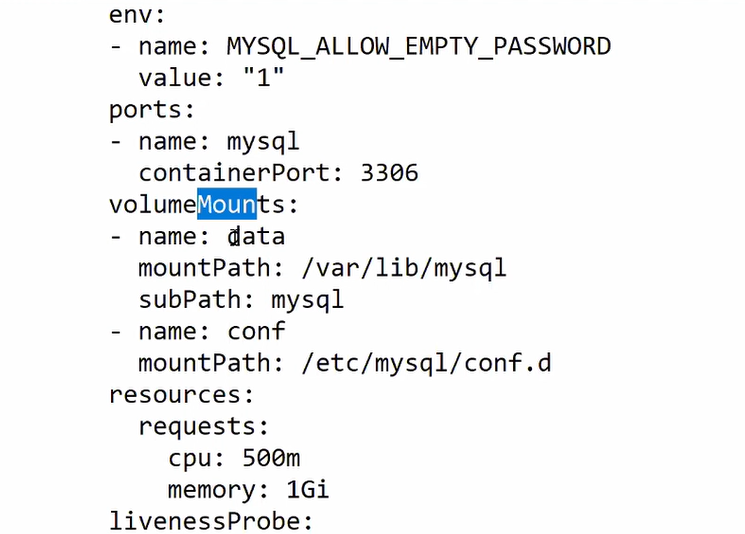 env:
- name: MYSQL_ALLOW_EMPTY_PASSWORD
  value: "1"
ports:
- name: mysql
  containerPort: 3306
volumeMounts:
- name: data
  mountPath: /var/lib/mysql
  subPath: mysql
- name: conf
  mountPath: /etc/mysql/conf.d
resources:
  requests:
    cpu: 500m
    memory: 1Gi
livenessProbe: